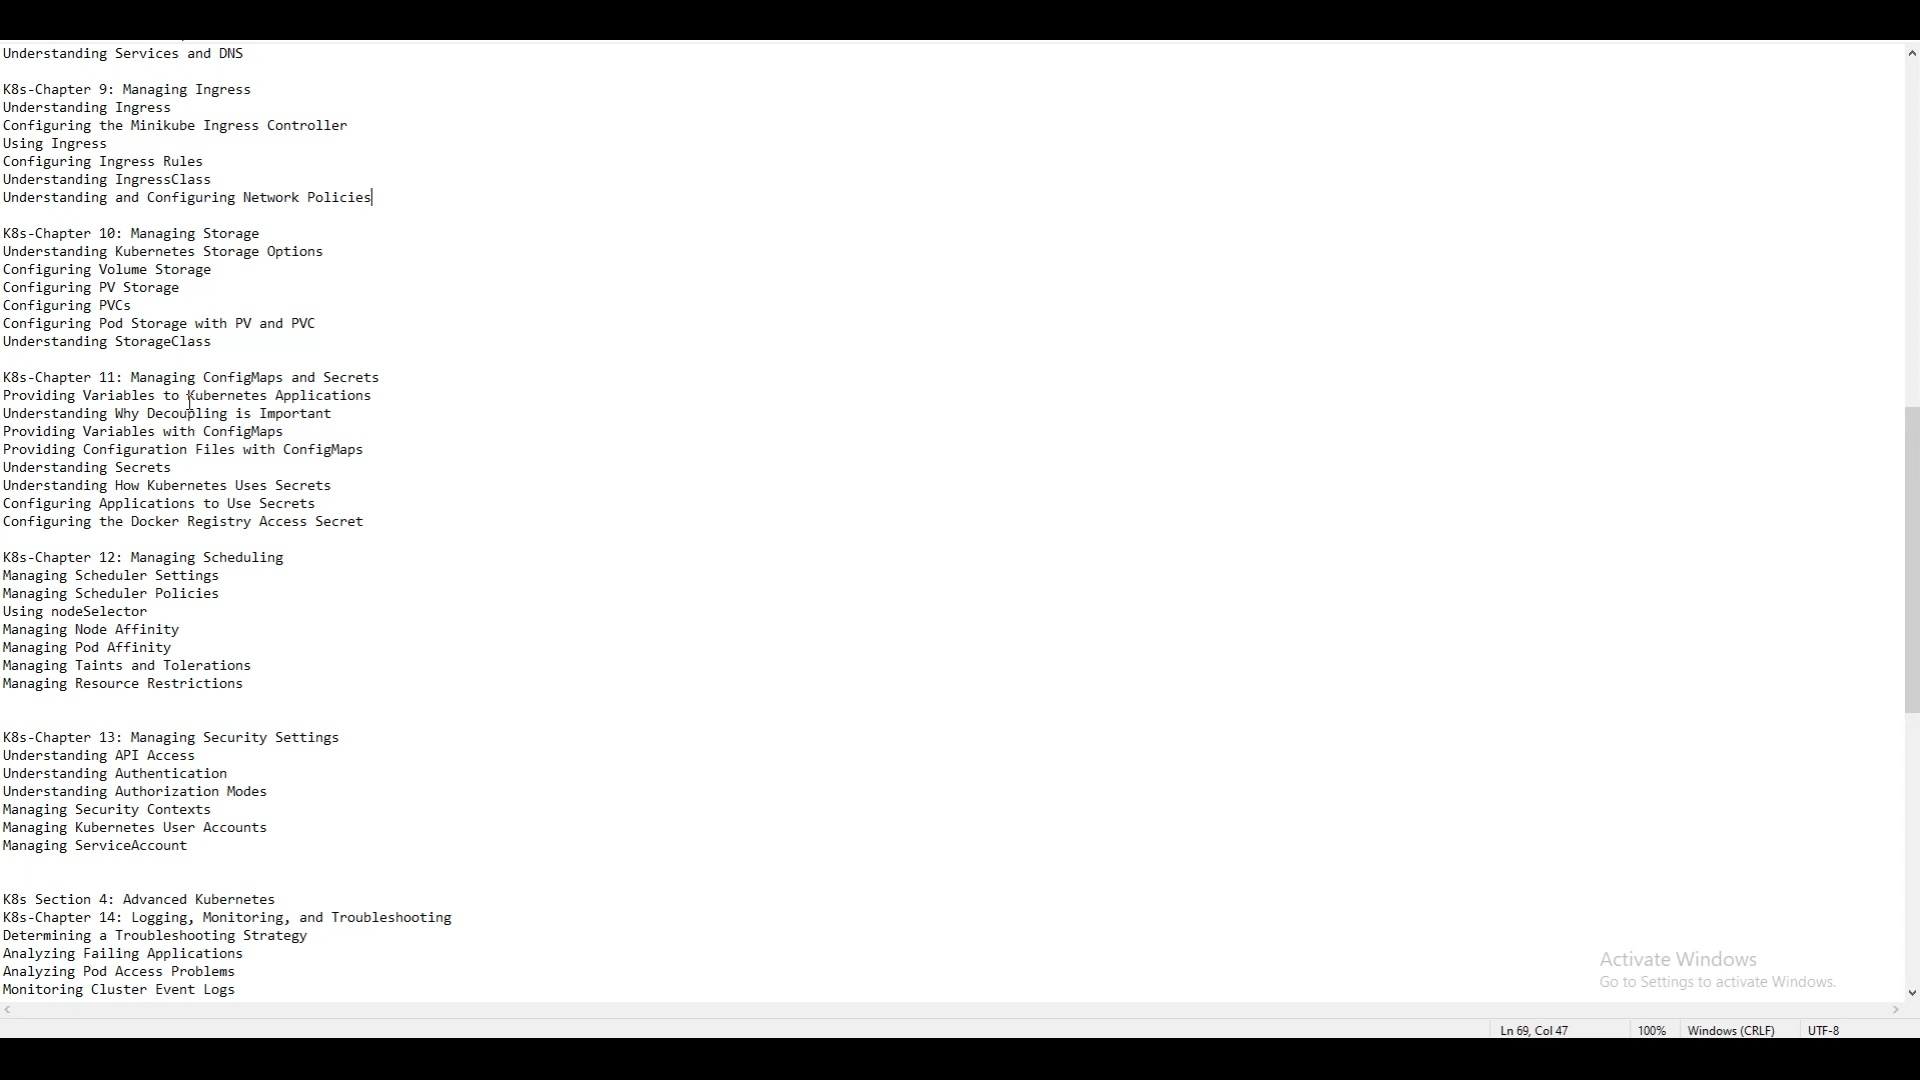 Understanding Services and DNS
K8s-Chapter 9: Managing Ingress
Understanding Ingress
Configuring the Minikube Ingress Controller
Using Ingress
Configuring Ingress Rules
Understanding IngressClass
Understanding and Configuring Network Policies
K8s-Chapter 10: Managing Storage
Understanding Kubernetes Storage Options
Configuring Volume Storage
Configuring PV Storage
Configuring PVCs
Configuring Pod Storage with PV and PVC
Understanding StorageClass
K8s-Chapter 11: Managing ConfigMaps and Secrets
Providing Variables to Kubernetes Applications
Understanding Why Decoupling is Important
Providing Variables with ConfigMaps
Providing Configuration Files with ConfigMaps
Understanding Secrets
Understanding How Kubernetes Uses Secrets
Configuring Applications to Use Secrets
Configuring the Docker Registry Access Secret
K8s-Chapter 12: Managing Scheduling
Managing Scheduler Settings
Managing Scheduler Policies
Using nodeSelector
Managing Node Affinity
Managing Pod Affinity
Managing Taints and Tolerations
Managing Resource Restrictions
K8s-Chapter 13: Managing Security Settings
Understanding API Access
Understanding Authentication
Understanding Authorization Modes
Managing Security Contexts
Managing Kubernetes User Accounts
Managing ServiceAccount
K8s Section 4: Advanced Kubernetes
K8s-Chapter 14: Logging, Monitoring, and Troubleshooting
Determining a Troubleshooting Strategy
Analyzing Failing Applications
Analyzing Pod Access Problems
Monitoring Cluster Event Logs
Activate Windows
Go to Settings to activate Windows.
Ln 69, Col 47 100% Windows (CRLF) UTF-8